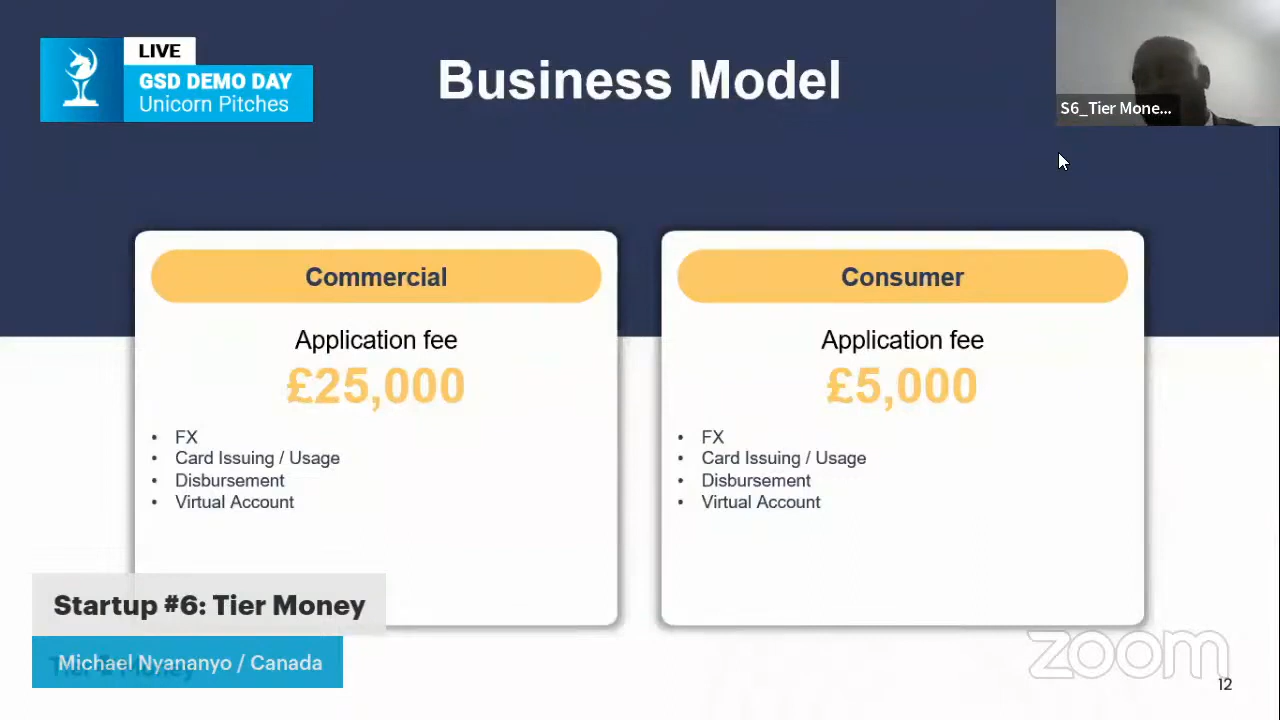 LIVE
GSD DEMO DAY
Unicorn Pitches
Business Model
S6_Tier Mone...
Commercial
Application fee
£25,000
• FX
• Card Issuing / Usage
• Disbursement
• Virtual Account
Consumer
Application fee
£5,000
• FX
• Card Issuing / Usage
• Disbursement
• Virtual Account
Startup #6: Tier Money
Michael Nyananyo / Canada
zoom
12